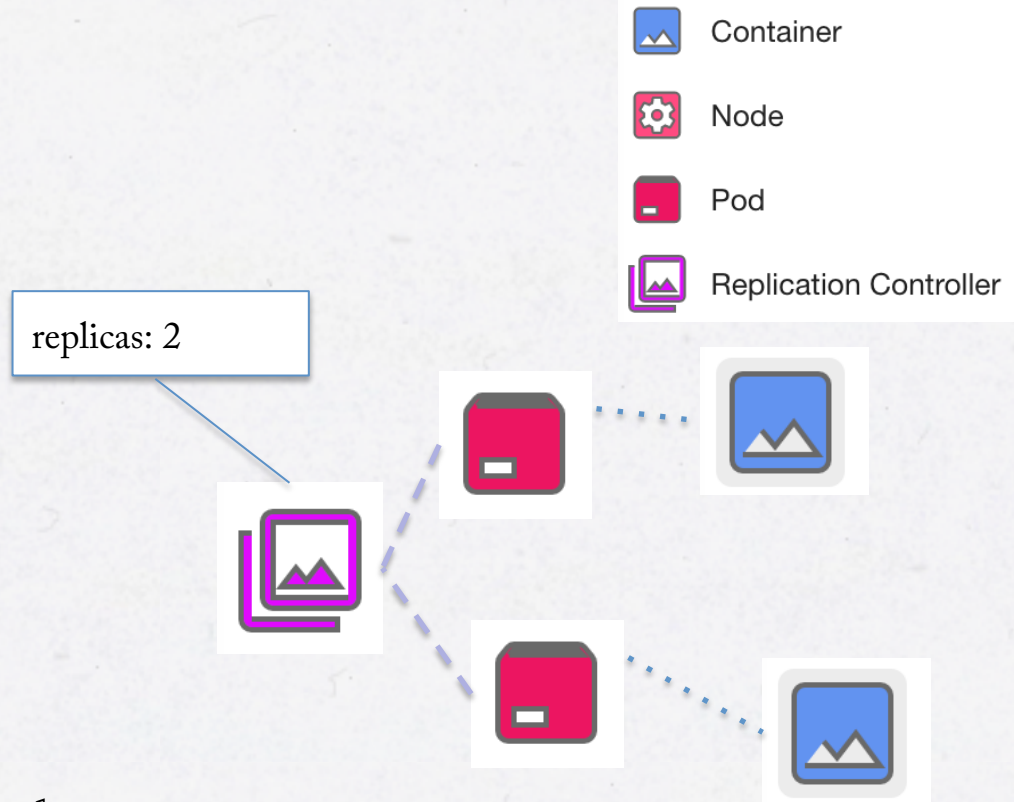 Container
Node
Pod
Replication Controller
replicas: 2